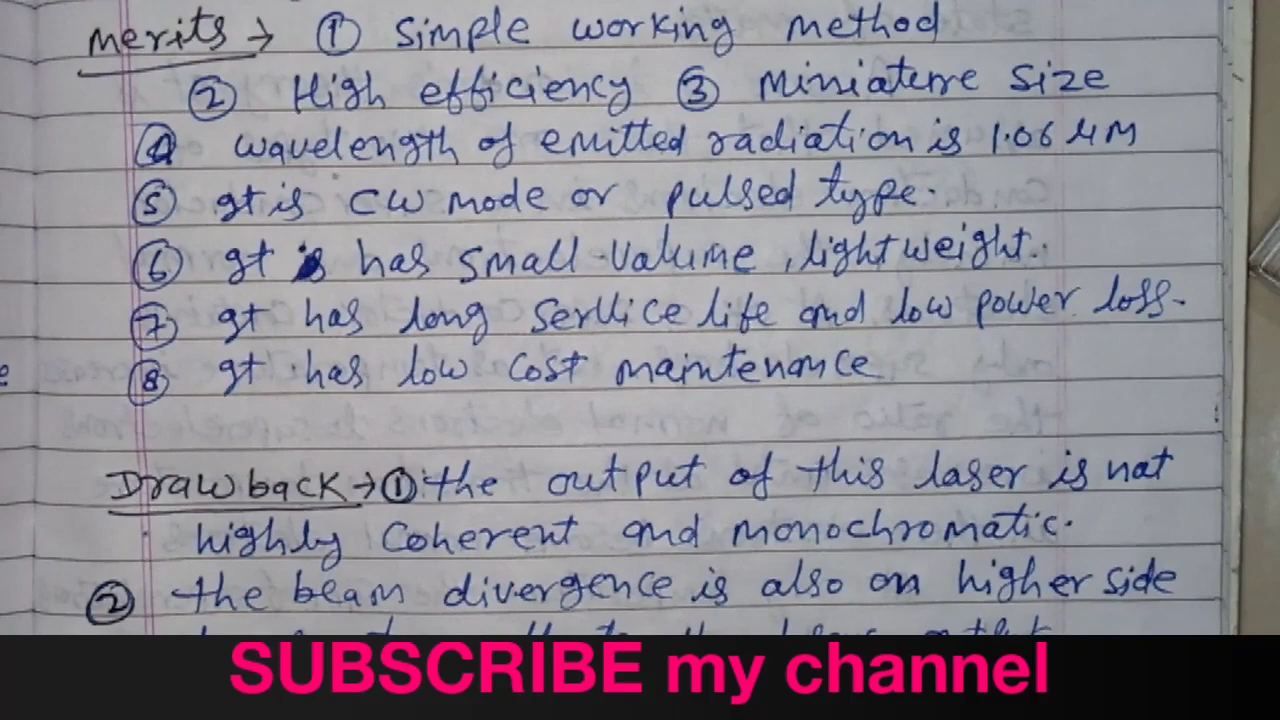 Merits → ① Simple working method
② High efficiency ③ Miniaterre Size
④ wavelength of emitted radiation is 1.06 μM
⑤ It is CW mode or pulsed type.
⑥ It has small-Valume, light weight.
⑦ It has long service life and low power loss.
⑧ It has low cost maintenance
Drawback → ① the output of this laser is not
highly coherent and monochromatic.
② the beam divergence is also on higher side
SUBSCRIBE my channel